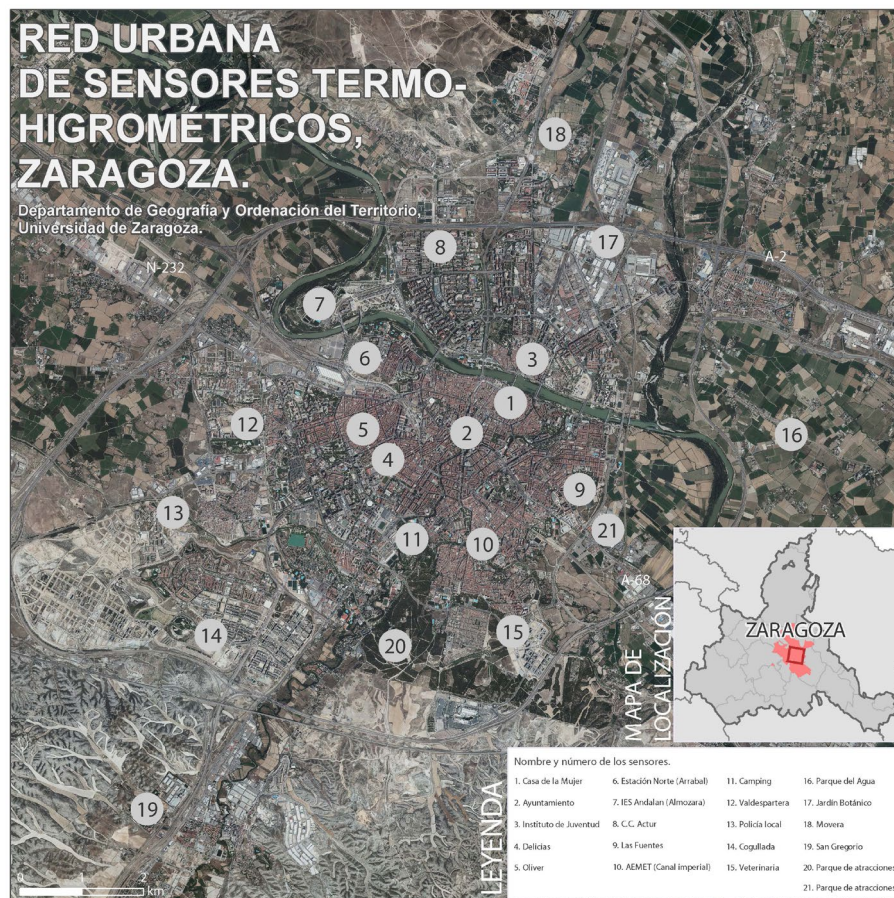 RED URBANA
DE SENSORES TERMO-
HIGROMÉTRICOS,
ZARAGOZA.
Departamento de Geografía y Ordenación del Territorio,
Universidad de Zaragoza.
18
17
8
A-2
N-232
7
6
3
1
12
5
2
16
4
9
13
21
11
10
A-68
14
15
20
19
MAPA DE
LOCALIZACIÓN
ZARAGOZA
LEYENDA
Nombre y número de los sensores.
1. Casa de la Mujer
2. Ayuntamiento
3. Instituto de Juventud
4. Delicias
5. Oliver
6. Estación Norte (Arrabal)
7. IES Andalan (Almozara)
8. C.C. Actur
9. Las Fuentes
10. AEMET (Canal imperial)
11. Camping
12. Valdespartera
13. Policía local
14. Cogullada
15. Veterinaria
16. Parque del Agua
17. Jardín Botánico
18. Movera
19. San Gregorio
20. Parque de atracciones
21. Parque de atracciones
0 1 2
km